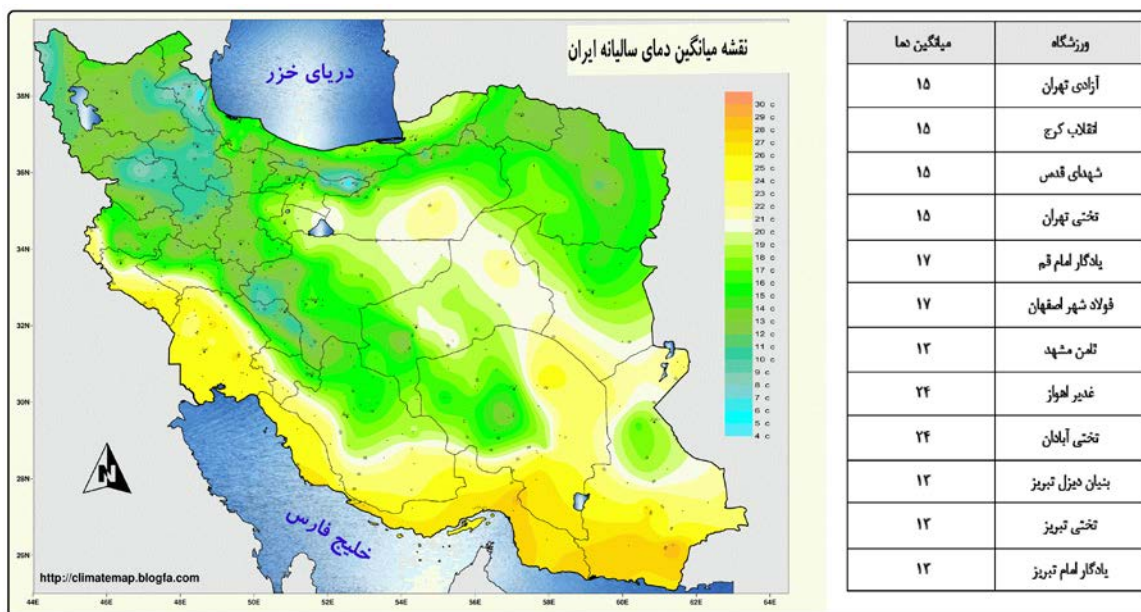 نقشه میانگین دمای سالیانه ایران
دریای خزر
خلیج فارس
N
http://climatemap.blogfa.com
38N
36N
34N
32N
30N
28N
26N
44E 46E 48E 50E 52E 54E 56E 58E 60E 62E 64E
30 c
29 c
28 c
27 c
26 c
25 c
24 c
23 c
22 c
21 c
20 c
19 c
18 c
17 c
16 c
15 c
14 c
13 c
12 c
11 c
10 c
9 c
8 c
7 c
6 c
5 c
4 c
ورزشگاه میانگین دما
آزادی تهران ۱۵
انقلاب کرج ۱۵
شهدای قدس ۱۵
تختی تهران ۱۵
یادگار امام قم ۱۷
فولاد شهر اصفهان ۱۷
ثامن مشهد ۱۳
غدیر اهواز ۲۴
تختی آبادان ۲۴
بنیان دیزل تبریز ۱۳
تختی تبریز ۱۳
یادگار امام تبریز ۱۳